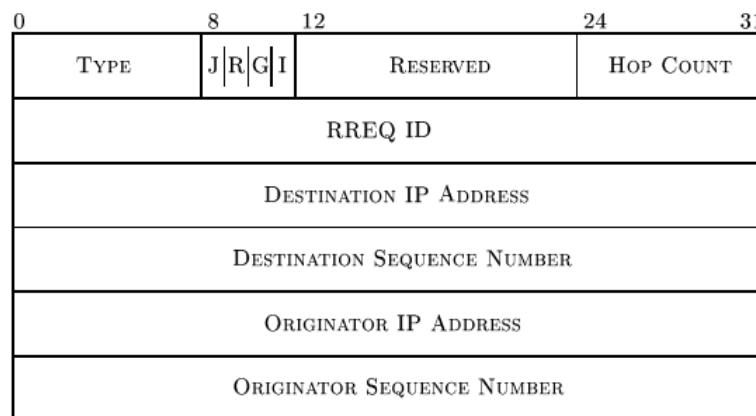 0 8 12 24 31
TYPE J R G I RESERVED HOP COUNT
RREQ ID
DESTINATION IP ADDRESS
DESTINATION SEQUENCE NUMBER
ORIGINATOR IP ADDRESS
ORIGINATOR SEQUENCE NUMBER